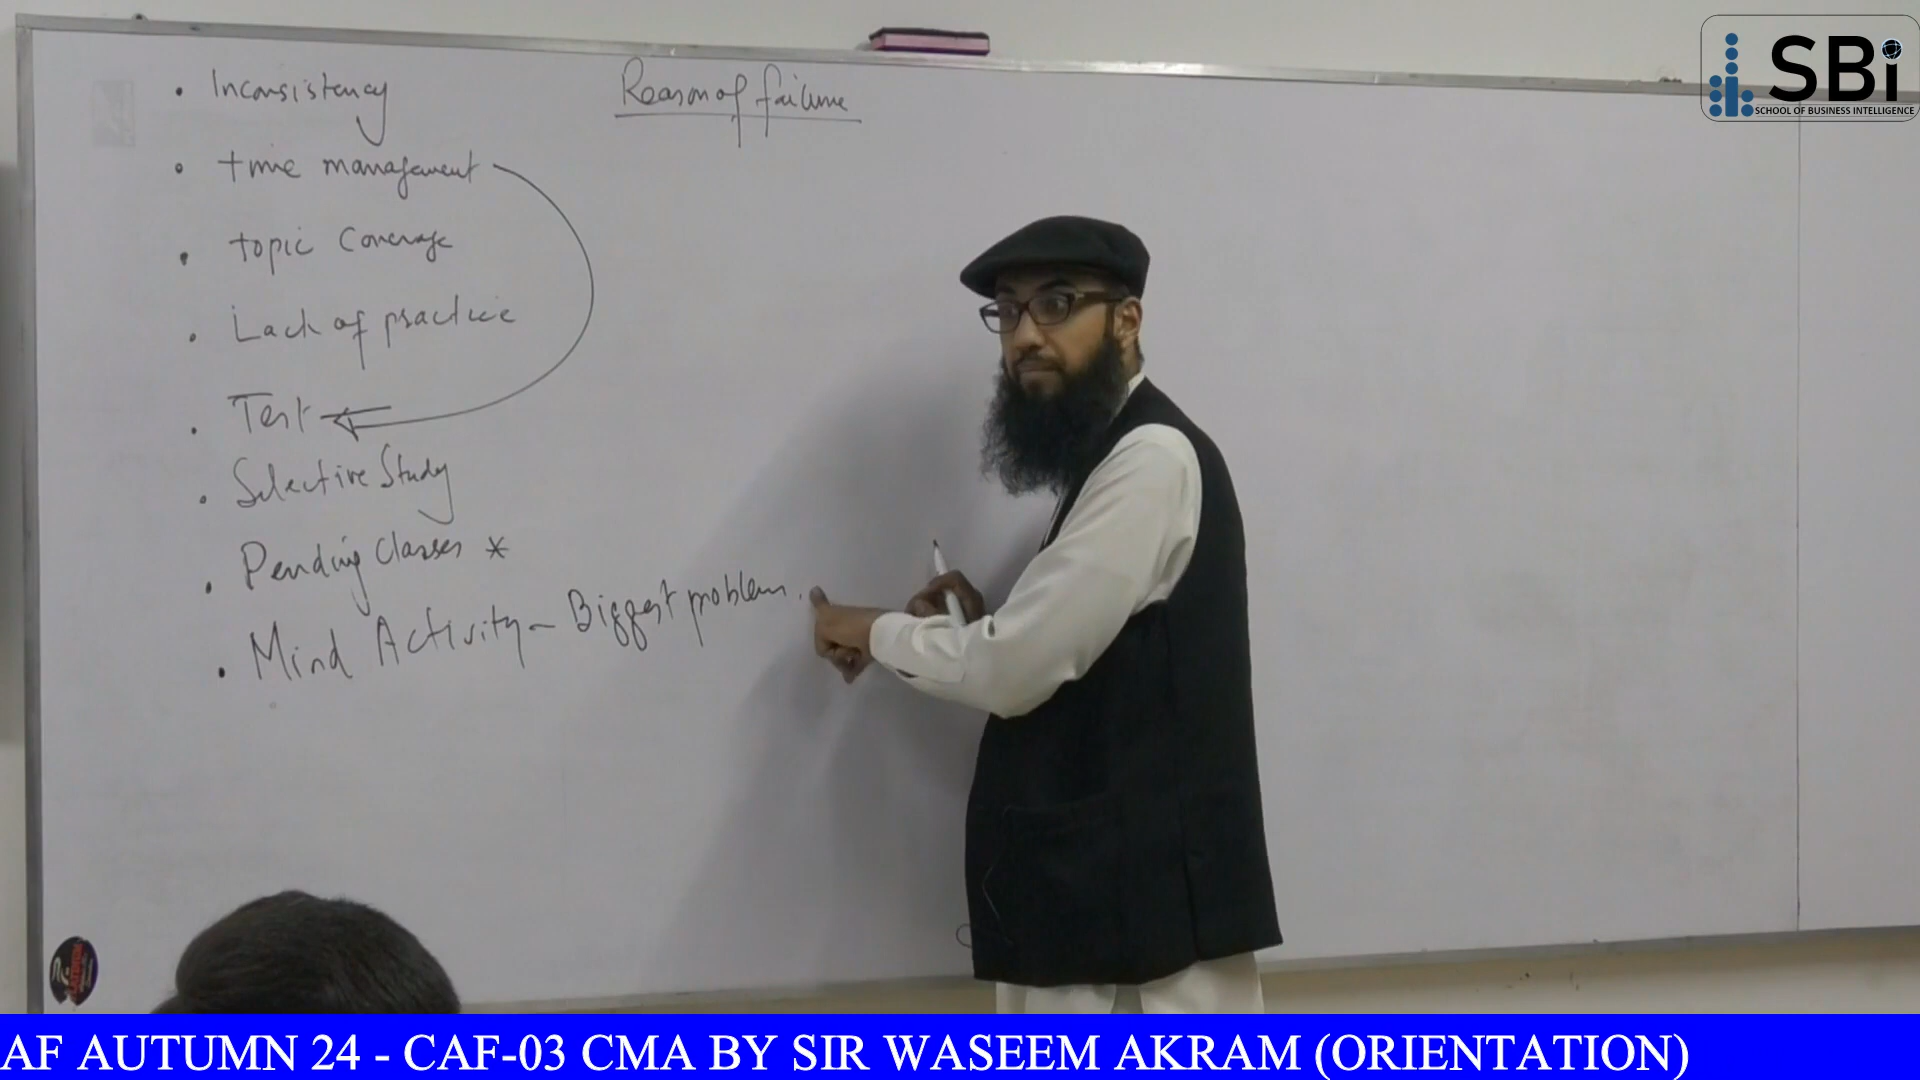 Reason of failure
• Inconsistency
• time management
• topic Coverage
• Lack of practice
• Test
• Selective Study
• Pending Classes *
• Mind Activity - Biggest problem.
SBi
SCHOOL OF BUSINESS INTELLIGENCE
AF AUTUMN 24 - CAF-03 CMA BY SIR WASEEM AKRAM (ORIENTATION)